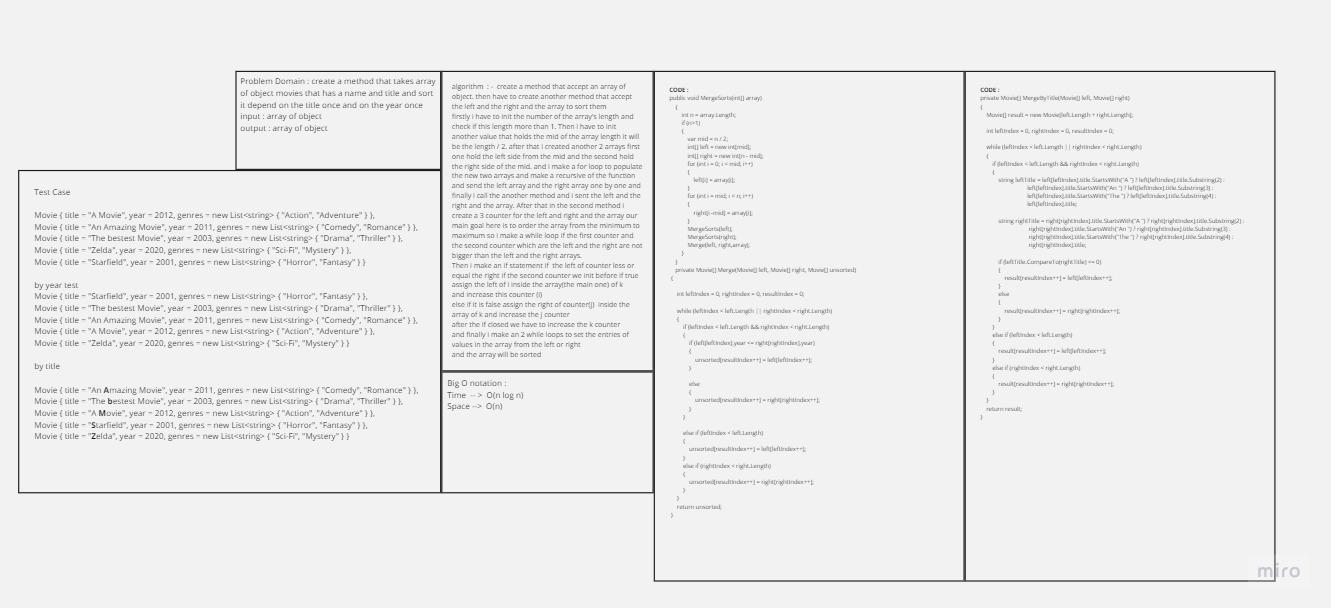 Problem Domain : create a method that takes array
of object movies that has a name and title and sort
it depend on the title once and on the year once
input : array of object
output : array of object
Test Case
Movie { title = "A Movie", year = 2012, genres = new List<string> { "Action", "Adventure" } },
Movie { title = "An Amazing Movie", year = 2011, genres = new List<string> { "Comedy", "Romance" } },
Movie { title = "The bestest Movie", year = 2003, genres = new List<string> { "Drama", "Thriller" } },
Movie { title = "Zelda", year = 2020, genres = new List<string> { "Sci-Fi", "Mystery" } },
Movie { title = "Starfield", year = 2001, genres = new List<string> { "Horror", "Fantasy" } }
by year test
Movie { title = "Starfield", year = 2001, genres = new List<string> { "Horror", "Fantasy" } },
Movie { title = "The bestest Movie", year = 2003, genres = new List<string> { "Drama", "Thriller" } },
Movie { title = "An Amazing Movie", year = 2011, genres = new List<string> { "Comedy", "Romance" } },
Movie { title = "A Movie", year = 2012, genres = new List<string> { "Action", "Adventure" } },
Movie { title = "Zelda", year = 2020, genres = new List<string> { "Sci-Fi", "Mystery" } }
by title
Movie { title = "An Amazing Movie", year = 2011, genres = new List<string> { "Comedy", "Romance" } },
Movie { title = "The bestest Movie", year = 2003, genres = new List<string> { "Drama", "Thriller" } },
Movie { title = "A Movie", year = 2012, genres = new List<string> { "Action", "Adventure" } },
Movie { title = "Starfield", year = 2001, genres = new List<string> { "Horror", "Fantasy" } },
Movie { title = "Zelda", year = 2020, genres = new List<string> { "Sci-Fi", "Mystery" } }
algorithm : - create a method that accept an array of
object. then have to create another method that accept
the left and the right and the array to sort them
firstly i have to init the number of the array's length and
check if this length more than 1. Then i have to init
another value that holds the mid of the array length it will
be the length / 2. after that i created another 2 arrays first
one hold the left side from the mid and the second hold
the right side of the mid. and i make a for loop to populate
the new two arrays and make a recursive of the function
and send the left array and the right array one by one and
finally i call the another method and i sent the left and the
right and the array. After that in the second method i
create a 3 counter for the left and right and the array our
main goal here is to order the array from the minimum to
maximum so i make a while loop if the first counter and
the second counter which are the left and the right are not
bigger than the left and the right arrays.
Then i make an if statement if the left of counter less or
equal the right if the second counter we init before if true
assign the left of i inside the array(the main one) of k
and increase this counter (i)
else if it is false assign the right of counter(j) inside the
array of k and increase the j counter
after the if closed we have to increase the k counter
and finally i make an 2 while loops to set the entries of
values in the array from the left or right
and the array will be sorted
Big O notation :
Time --> O(n log n)
Space --> O(n)
CODE :
public void MergeSorts(int[] array)
{
int n = array.Length;
if (n>1)
{
var mid = n / 2;
int[] left = new int[mid];
int[] right = new int[n - mid];
for (int i = 0; i < mid; i++)
{
left[i] = array[i];
}
for (int i = mid; i < n; i++)
{
right[i -mid] = array[i];
}
MergeSorts(left);
MergeSorts(right);
Merge(left, right,array);
}
}
private Movie[] Merge(Movie[] left, Movie[] right, Movie[] unsorted)
{
int leftIndex = 0, rightIndex = 0, resultIndex = 0;
while (leftIndex < left.Length || rightIndex < right.Length)
{
if (leftIndex < left.Length && rightIndex < right.Length)
{
if (left[leftIndex].year <= right[rightIndex].year)
{
unsorted[resultIndex++] = left[leftIndex++];
}
else
{
unsorted[resultIndex++] = right[rightIndex++];
}
}
else if (leftIndex < left.Length)
{
unsorted[resultIndex++] = left[leftIndex++];
}
else if (rightIndex < right.Length)
{
unsorted[resultIndex++] = right[rightIndex++];
}
}
return unsorted;
}
CODE :
private Movie[] MergeByTitle(Movie[] left, Movie[] right)
{
Movie[] result = new Movie[left.Length + right.Length];
int leftIndex = 0, rightIndex = 0, resultIndex = 0;
while (leftIndex < left.Length || rightIndex < right.Length)
{
if (leftIndex < left.Length && rightIndex < right.Length)
{
string leftTitle = left[leftIndex].title.StartsWith("A ") ? left[leftIndex].title.Substring(2) :
left[leftIndex].title.StartsWith("An ") ? left[leftIndex].title.Substring(3) :
left[leftIndex].title.StartsWith("The ") ? left[leftIndex].title.Substring(4) :
left[leftIndex].title;
string rightTitle = right[rightIndex].title.StartsWith("A ") ? right[rightIndex].title.Substring(2) :
right[rightIndex].title.StartsWith("An ") ? right[rightIndex].title.Substring(3) :
right[rightIndex].title.StartsWith("The ") ? right[rightIndex].title.Substring(4) :
right[rightIndex].title;
if (leftTitle.CompareTo(rightTitle) <= 0)
{
result[resultIndex++] = left[leftIndex++];
}
else
{
result[resultIndex++] = right[rightIndex++];
}
}
else if (leftIndex < left.Length)
{
result[resultIndex++] = left[leftIndex++];
}
else if (rightIndex < right.Length)
{
result[resultIndex++] = right[rightIndex++];
}
}
return result;
}
miro